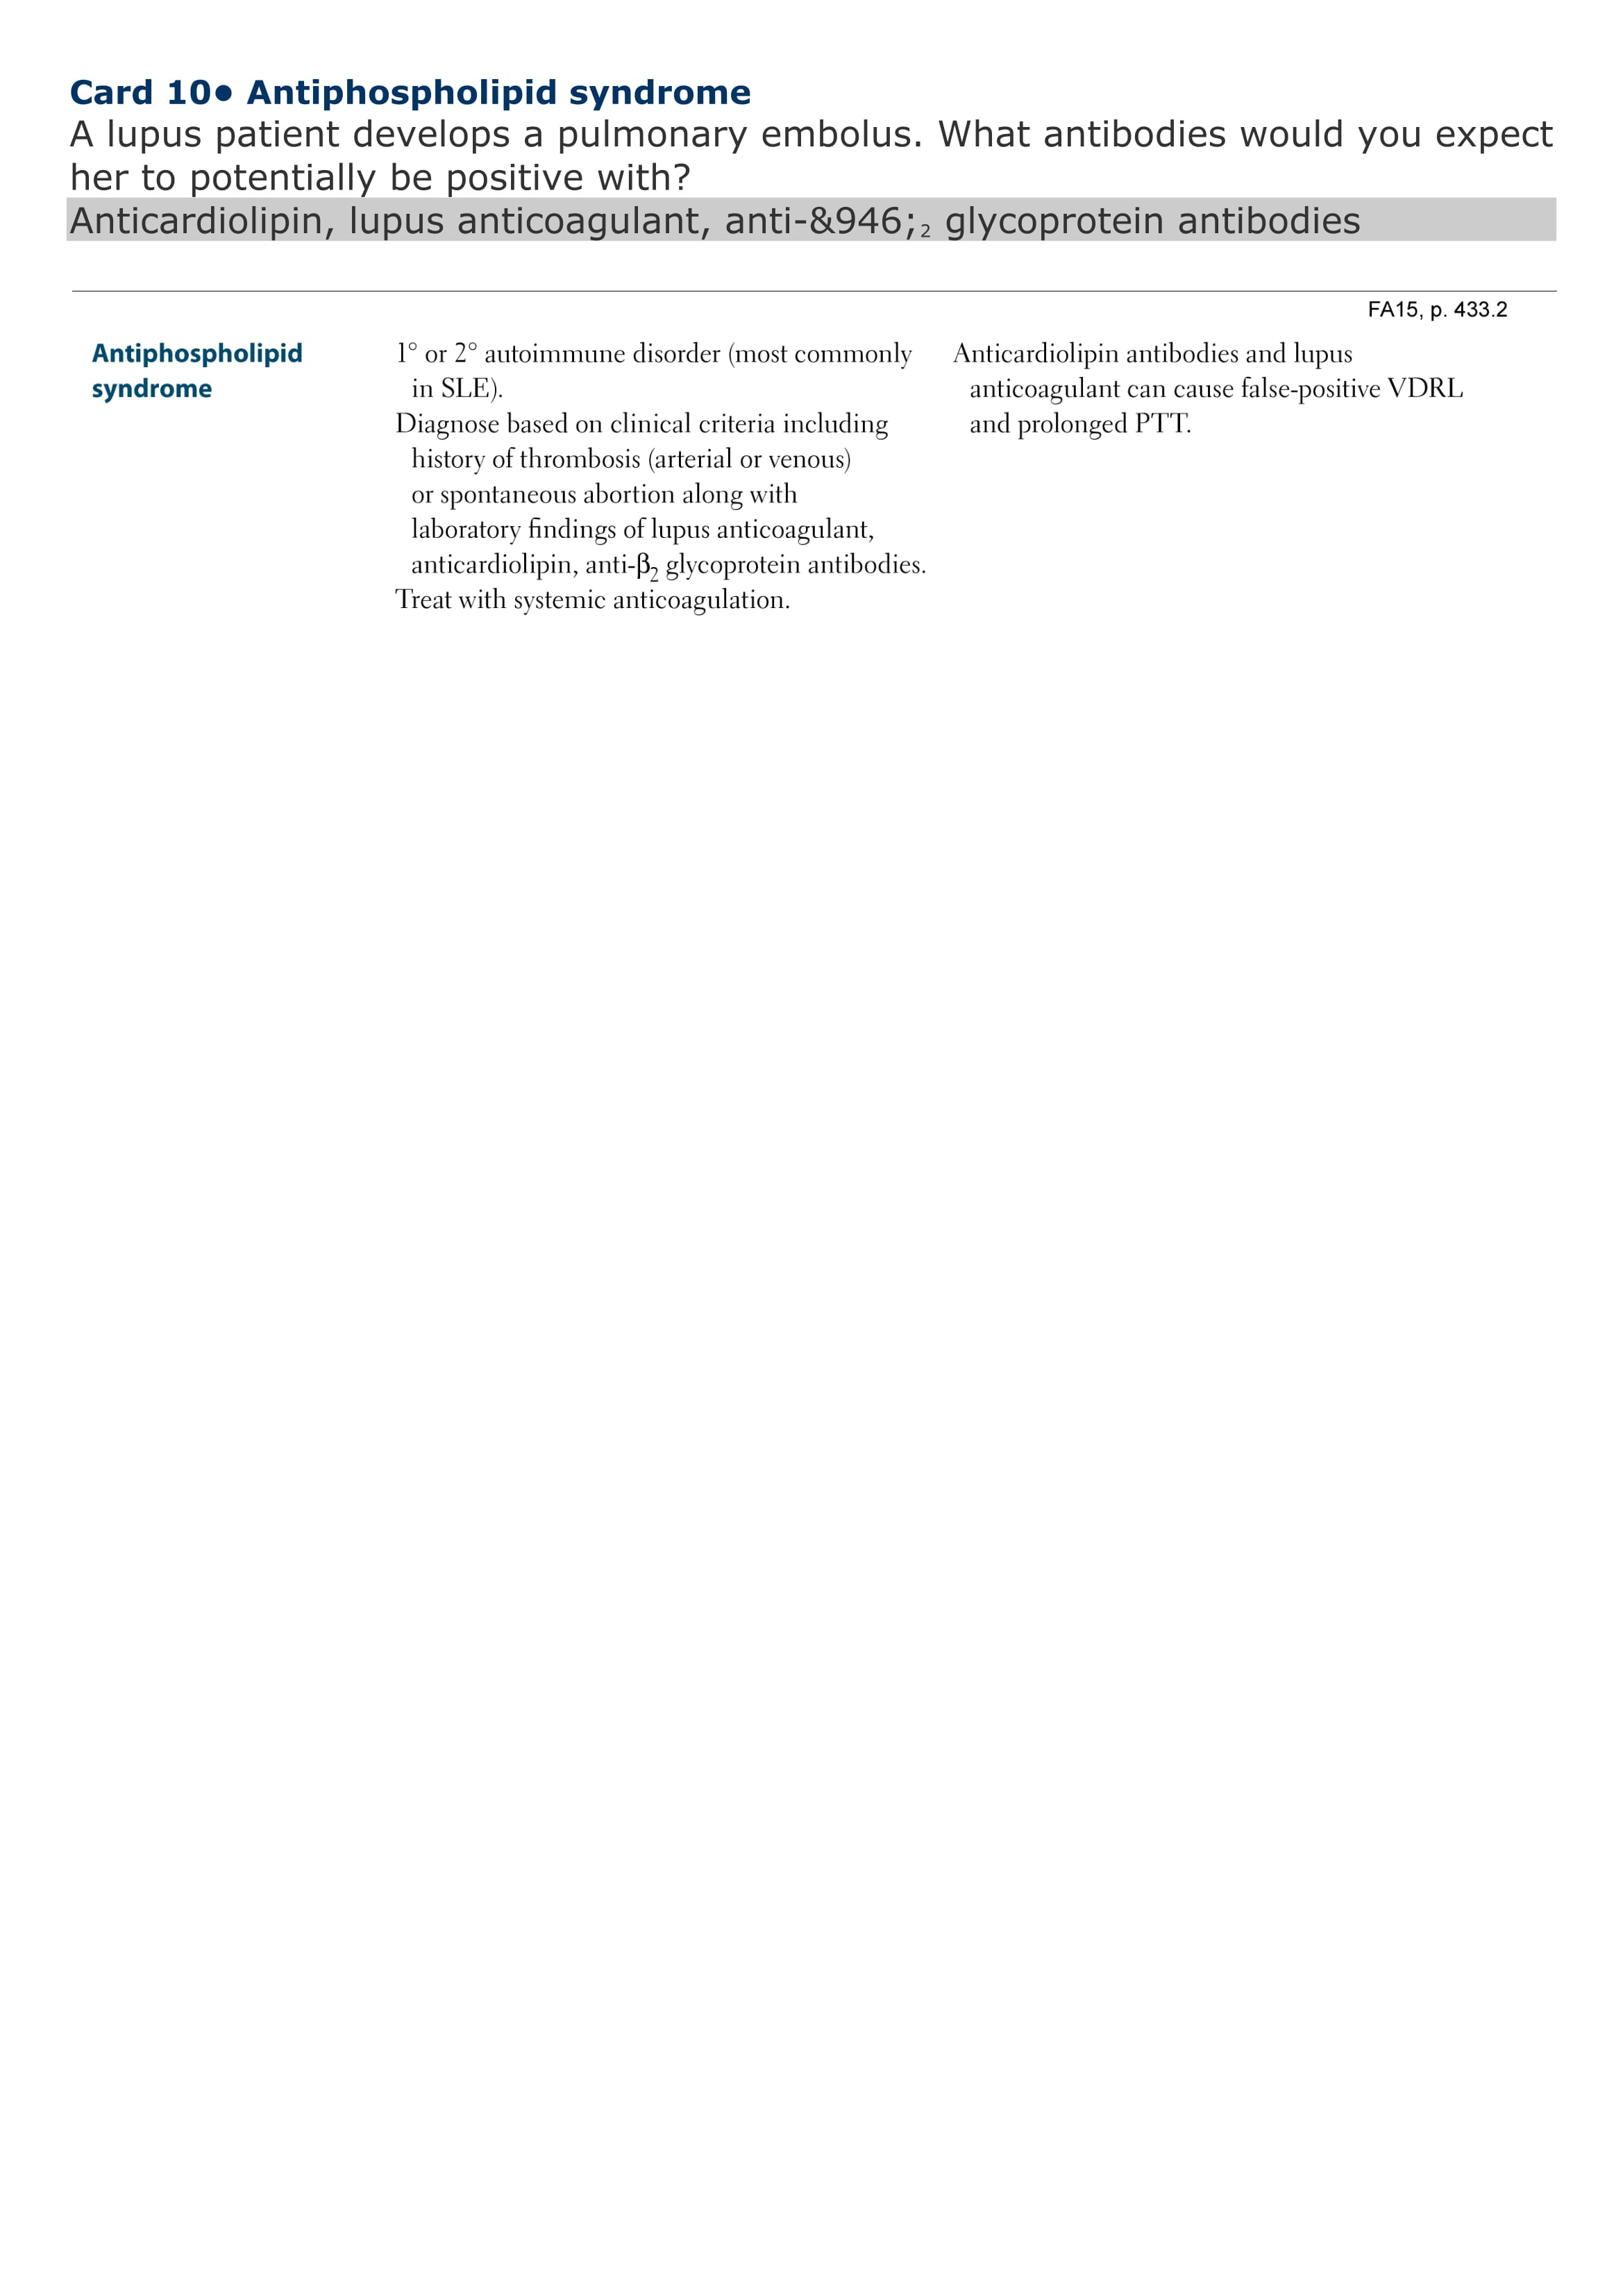 Card 10● Antiphospholipid syndrome
A lupus patient develops a pulmonary embolus. What antibodies would you expect
her to potentially be positive with?
Anticardiolipin, lupus anticoagulant, anti-&946;₂ glycoprotein antibodies
FA15, p. 433.2
Antiphospholipid
syndrome
1° or 2° autoimmune disorder (most commonly
in SLE).
Diagnose based on clinical criteria including
history of thrombosis (arterial or venous)
or spontaneous abortion along with
laboratory findings of lupus anticoagulant,
anticardiolipin, anti-β₂ glycoprotein antibodies.
Treat with systemic anticoagulation.
Anticardiolipin antibodies and lupus
anticoagulant can cause false-positive VDRL
and prolonged PTT.